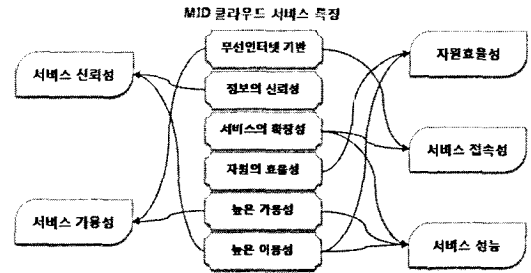 MID 클라우드 서비스 특징
무선인터넷 기반
자원효율성
서비스 신뢰성
정보의 신뢰성
서비스의 확장성
서비스 접속성
자원의 효율성
서비스 가용성
높은 가용성
높은 이용성
서비스 성능